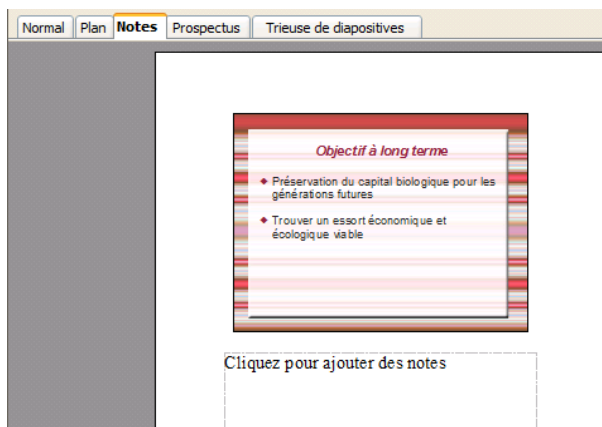 Normal Plan Notes Prospectus Trieuse de diapositives
Objectif à long terme
Préservation du capital biologique pour les
générations futures
Trouver un essort économique et
écologique viable
Cliquez pour ajouter des notes